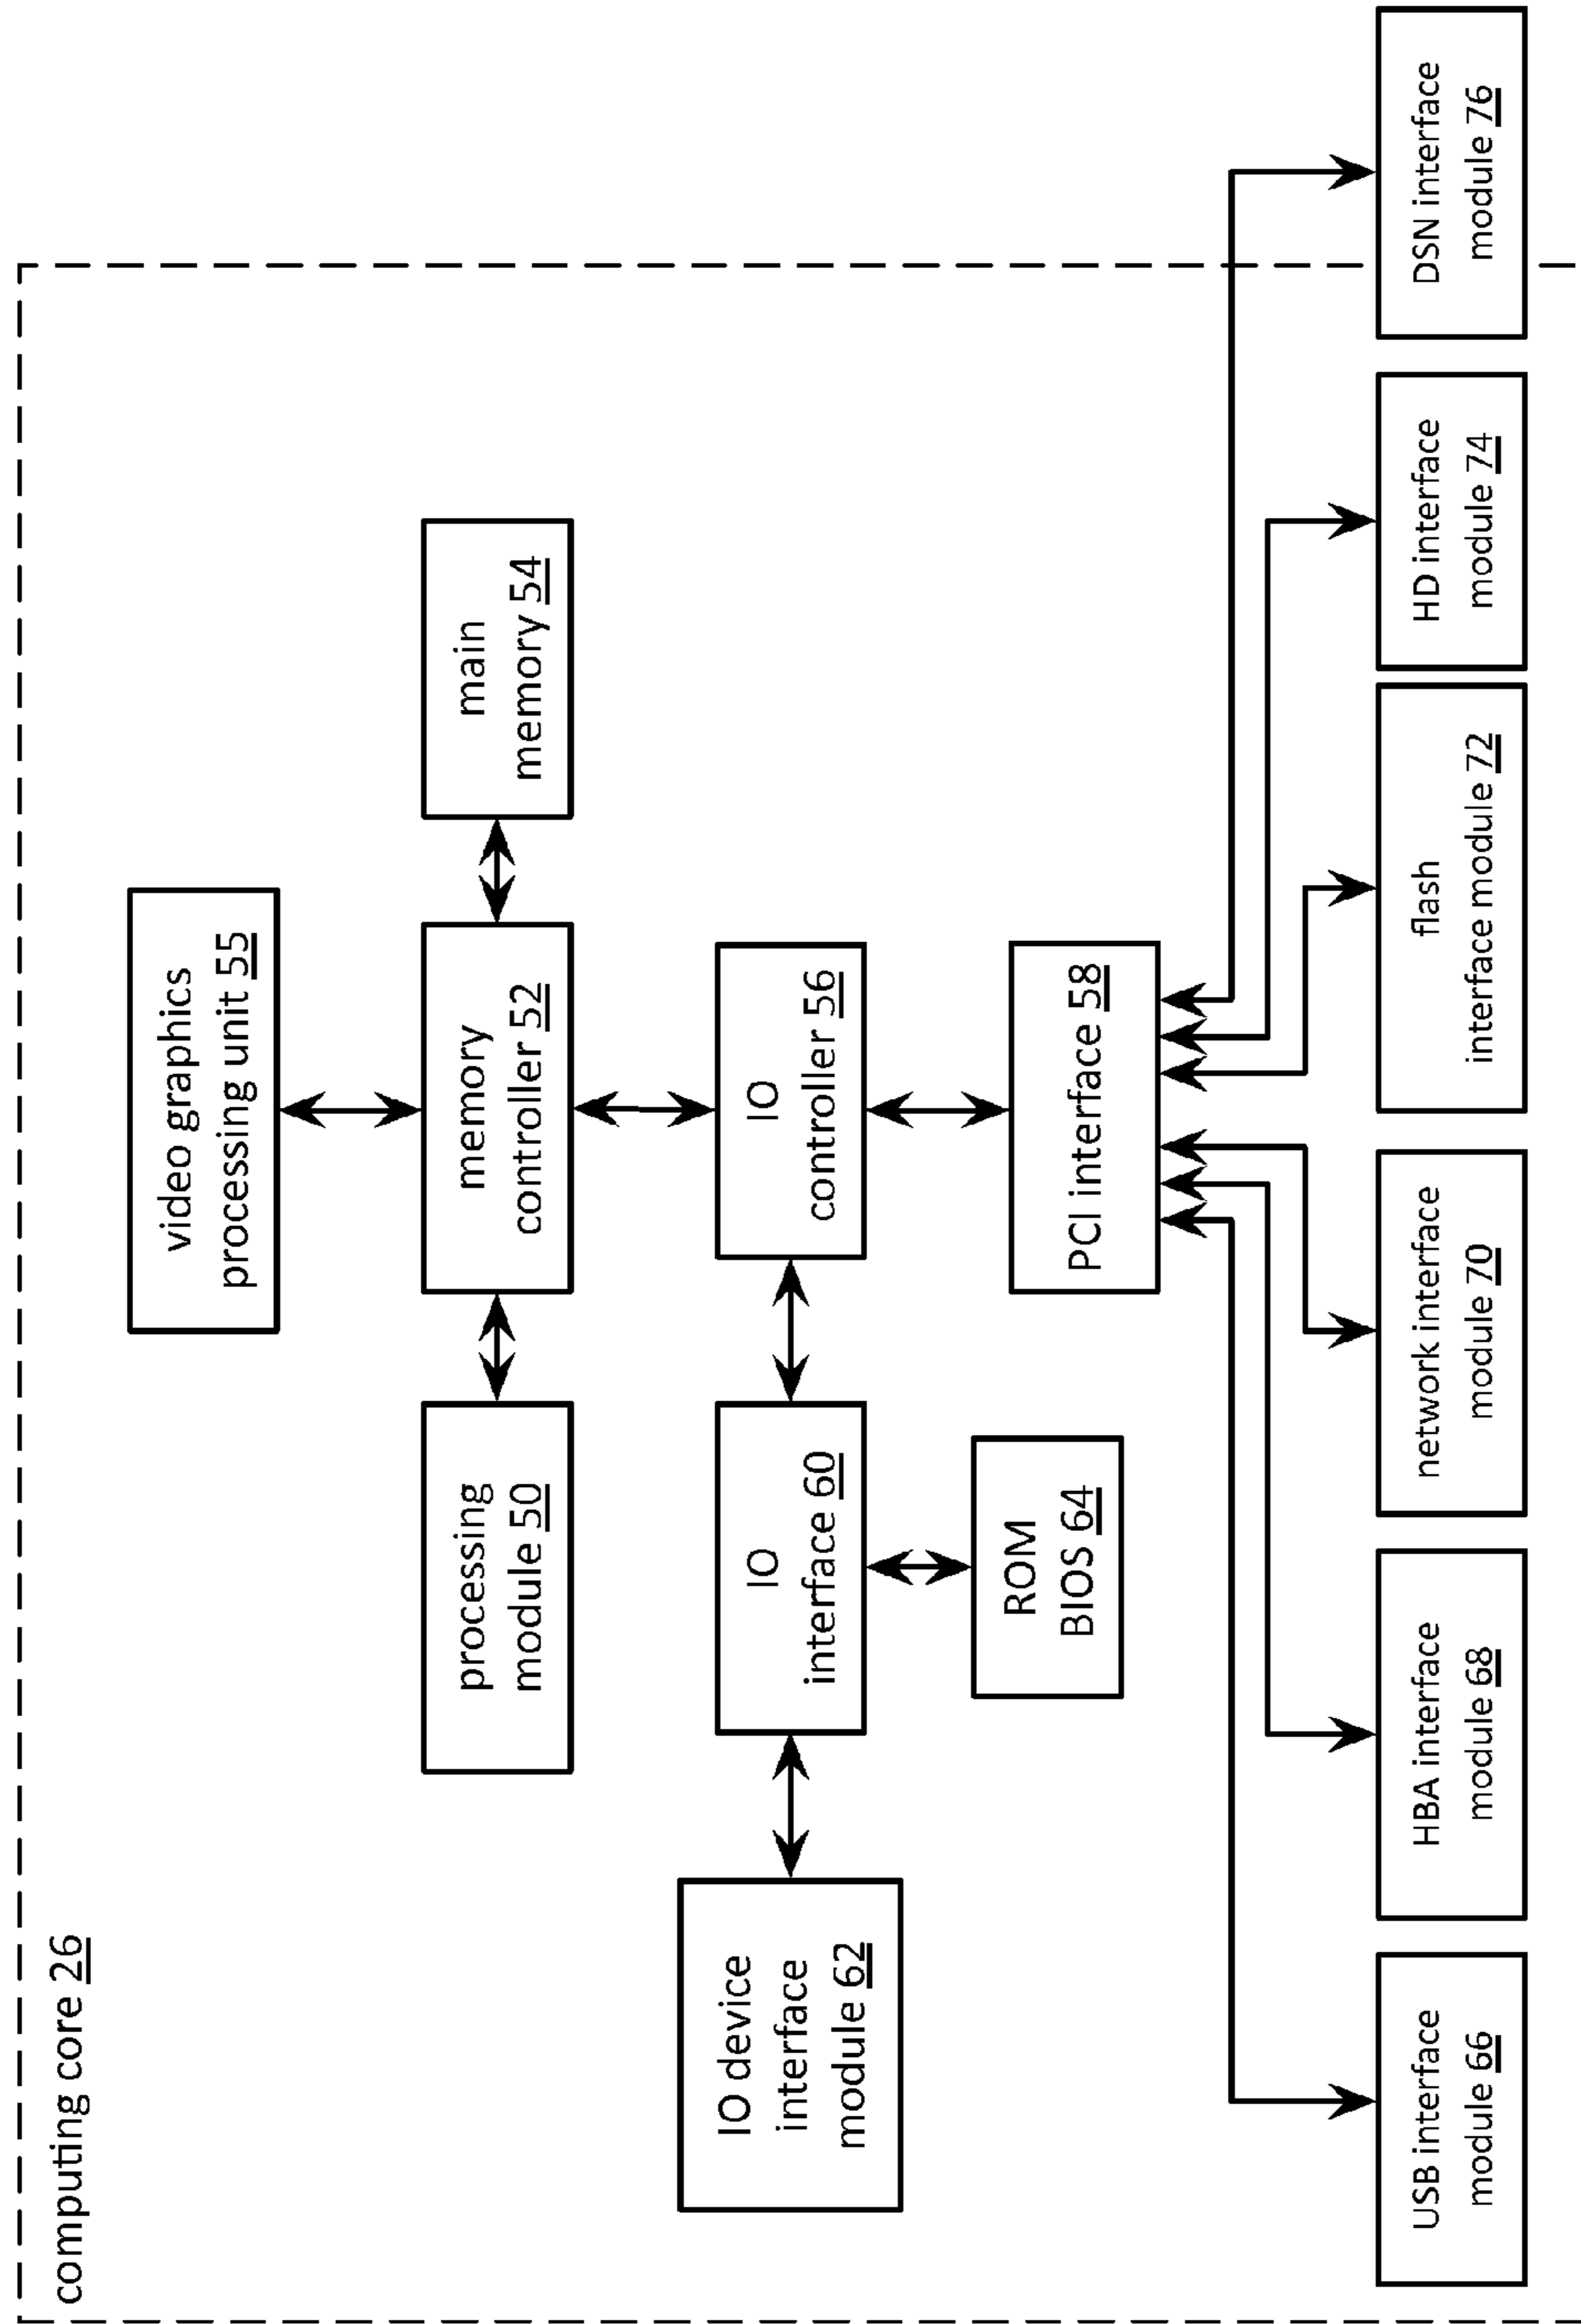 computing core 26
video graphics
processing unit 55
processing
module 50
memory
controller 52
main
memory 54
IO device
interface
module 62
IO
interface 60
IO
controller 56
ROM
BIOS 64
PCI interface 58
USB interface
module 66
HBA interface
module 68
network interface
module 70
flash
interface module 72
HD interface
module 74
DSN interface
module 76